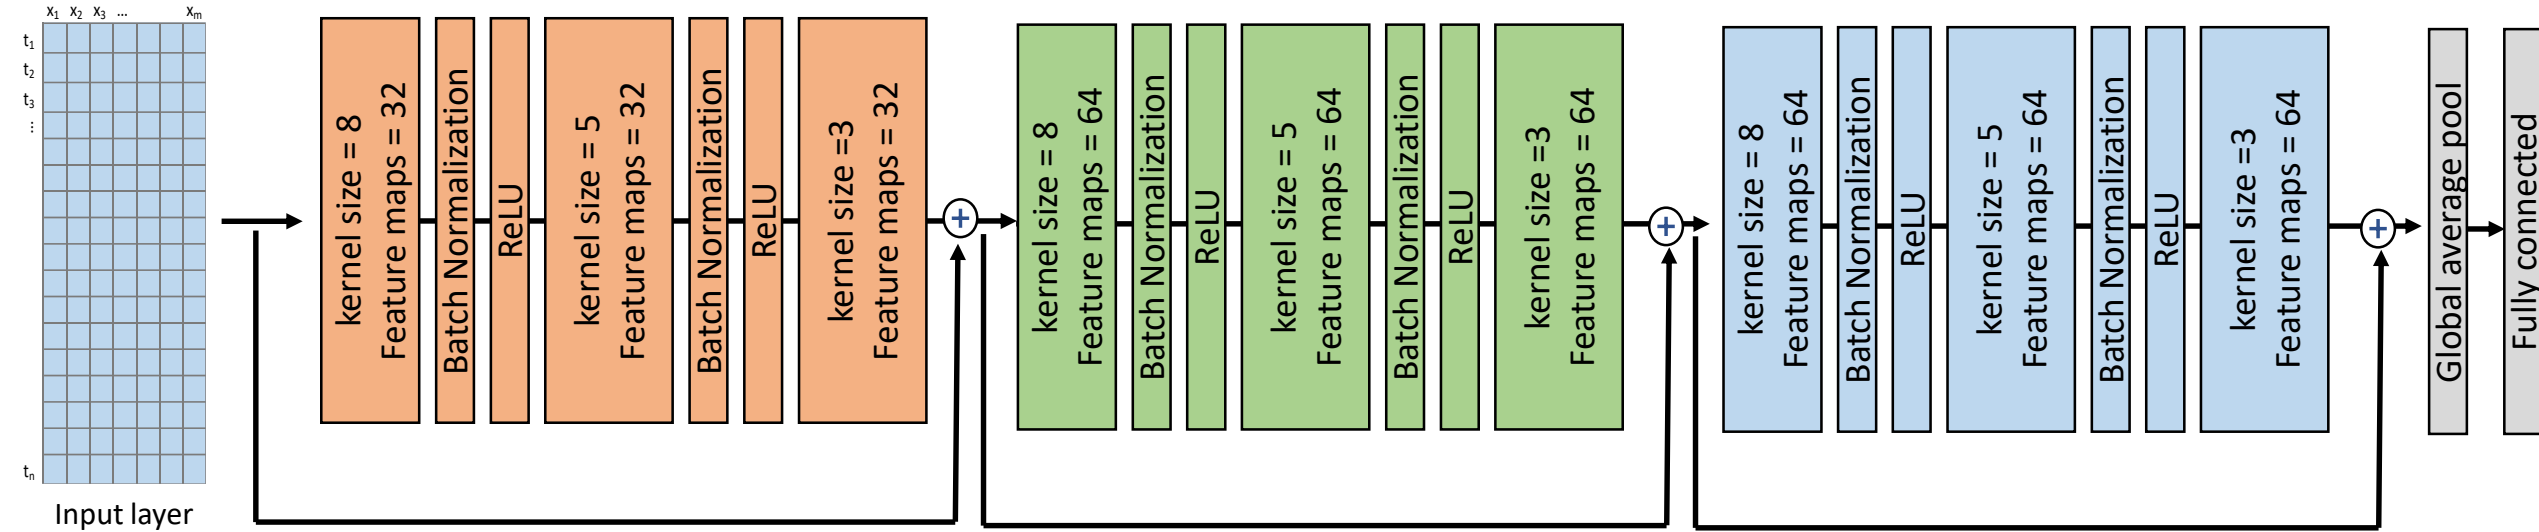 x1 x2 x3 ... xm
t1
t2
t3
...
tn
Input layer
kernel size = 8
Feature maps = 32
Batch Normalization
ReLU
kernel size = 5
Feature maps = 32
Batch Normalization
ReLU
kernel size =3
Feature maps = 32
+
kernel size = 8
Feature maps = 64
Batch Normalization
ReLU
kernel size = 5
Feature maps = 64
Batch Normalization
ReLU
kernel size =3
Feature maps = 64
+
kernel size = 8
Feature maps = 64
Batch Normalization
ReLU
kernel size = 5
Feature maps = 64
Batch Normalization
ReLU
kernel size =3
Feature maps = 64
+
Global average pool
Fully connected